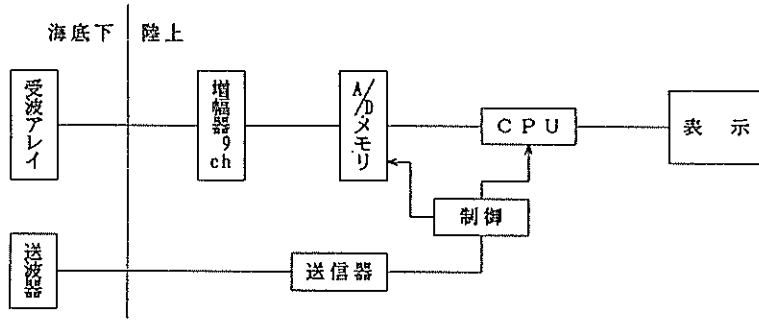 海底下
陸上
受波アレイ
増幅器9ch
A/Dメモリ
CPU
表示
制御
送波器
送信器